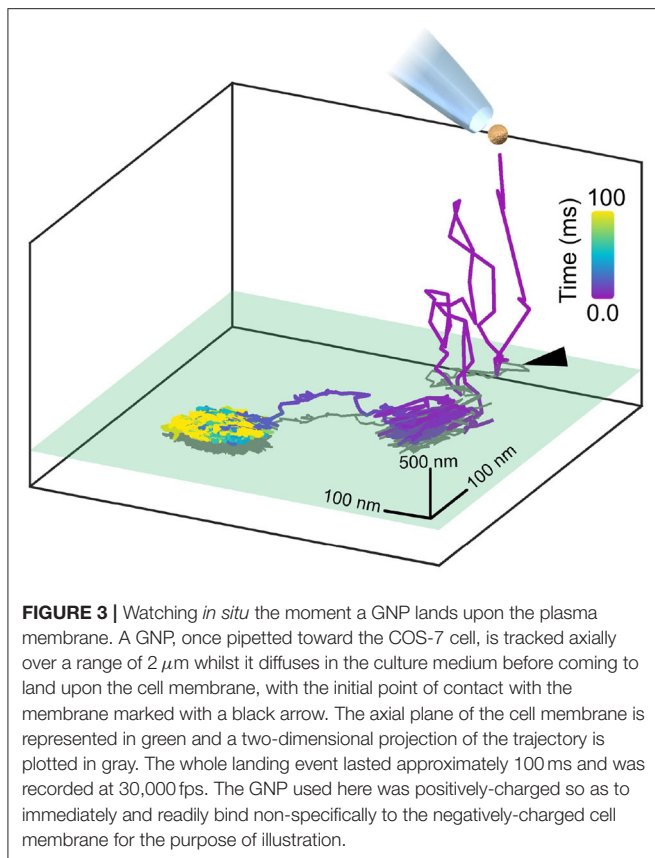 100
Time (ms)
0.0
500 nm
100 nm
100 nm
FIGURE 3 | Watching in situ the moment a GNP lands upon the plasma
membrane. A GNP, once pipetted toward the COS-7 cell, is tracked axially
over a range of 2 μm whilst it diffuses in the culture medium before coming to
land upon the cell membrane, with the initial point of contact with the
membrane marked with a black arrow. The axial plane of the cell membrane is
represented in green and a two-dimensional projection of the trajectory is
plotted in gray. The whole landing event lasted approximately 100 ms and was
recorded at 30,000 fps. The GNP used here was positively-charged so as to
immediately and readily bind non-specifically to the negatively-charged cell
membrane for the purpose of illustration.